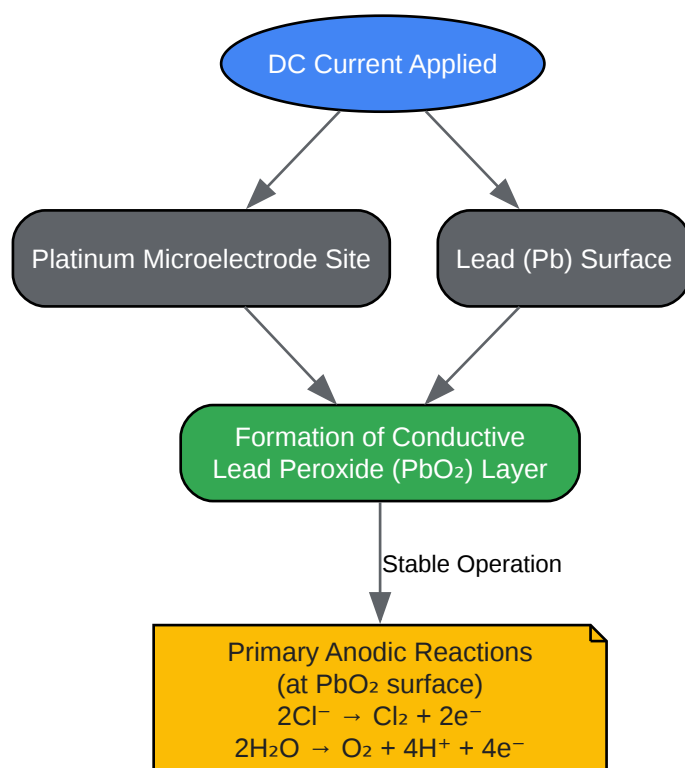 DC Current Applied
Platinum Microelectrode Site
Lead (Pb) Surface
Formation of Conductive
Lead Peroxide (PbO₂) Layer
Stable Operation
Primary Anodic Reactions
(at PbO₂ surface)
2Cl⁻ → Cl₂ + 2e⁻
2H₂O → O₂ + 4H⁺ + 4e⁻